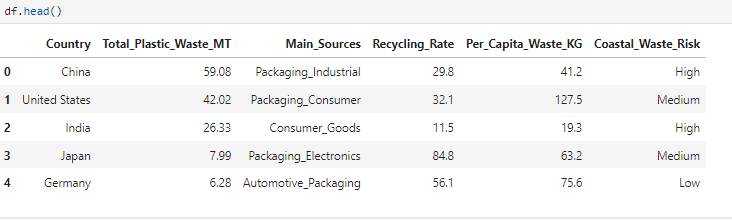 df.head()
Country Total_Plastic_Waste_MT Main_Sources Recycling_Rate Per_Capita_Waste_KG Coastal_Waste_Risk
0 China 59.08 Packaging_Industrial 29.8 41.2 High
1 United States 42.02 Packaging_Consumer 32.1 127.5 Medium
2 India 26.33 Consumer_Goods 11.5 19.3 High
3 Japan 7.99 Packaging_Electronics 84.8 63.2 Medium
4 Germany 6.28 Automotive_Packaging 56.1 75.6 Low